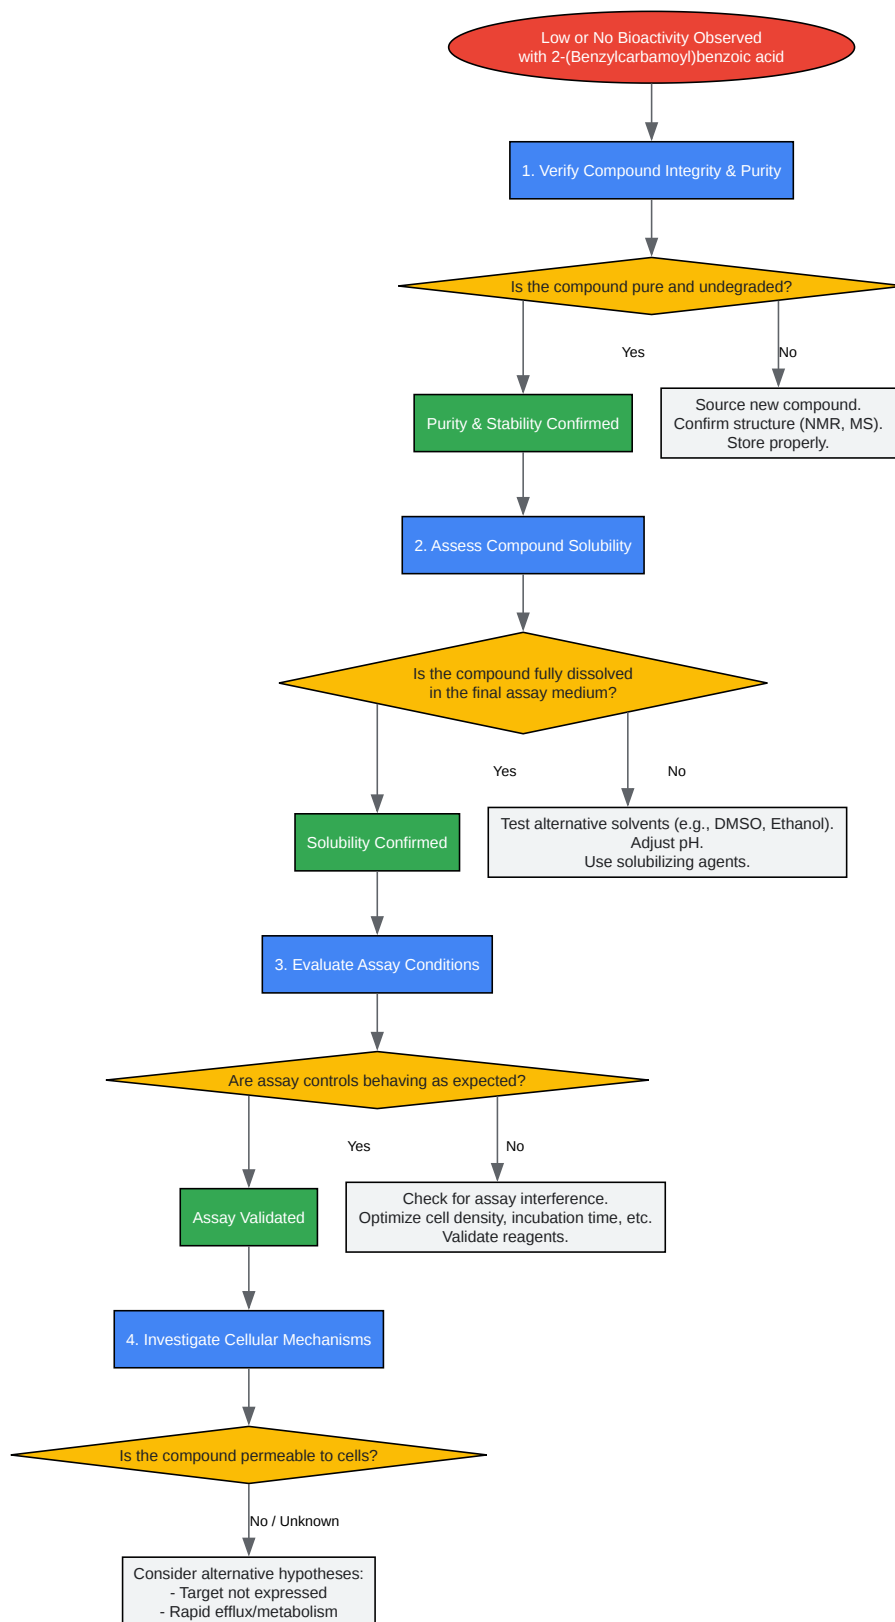 Low or No Bioactivity Observed
with 2-(Benzylcarbamoyl)benzoic acid
1. Verify Compound Integrity & Purity
Is the compound pure and undegraded?
Yes
No
Purity & Stability Confirmed
Source new compound.
Confirm structure (NMR, MS).
Store properly.
2. Assess Compound Solubility
Is the compound fully dissolved
in the final assay medium?
Yes
No
Solubility Confirmed
Test alternative solvents (e.g., DMSO, Ethanol).
Adjust pH.
Use solubilizing agents.
3. Evaluate Assay Conditions
Are assay controls behaving as expected?
Yes
No
Assay Validated
Check for assay interference.
Optimize cell density, incubation time, etc.
Validate reagents.
4. Investigate Cellular Mechanisms
Is the compound permeable to cells?
No / Unknown
Consider alternative hypotheses:
- Target not expressed
- Rapid efflux/metabolism